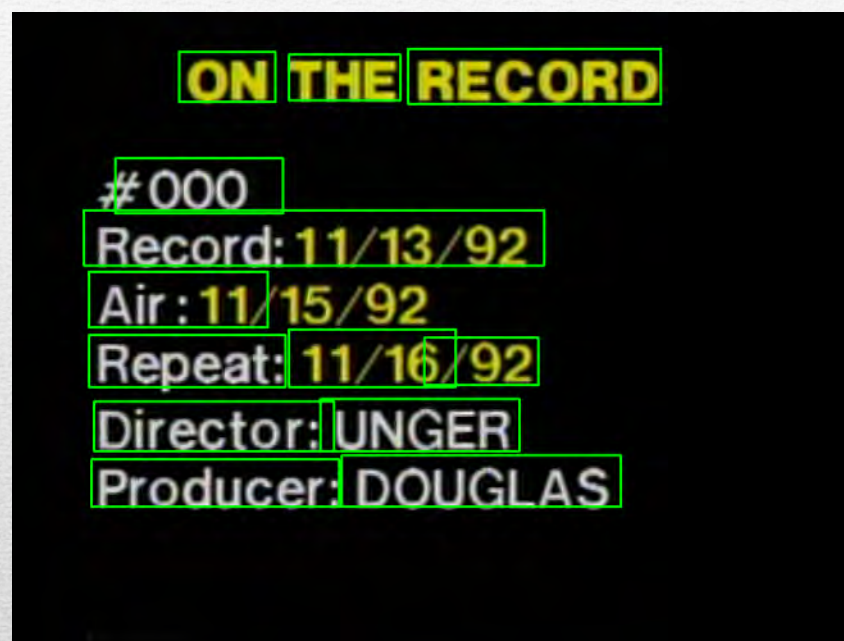 ON THE RECORD
#000
Record: 11/13/92
Air: 11/15/92
Repeat: 11/16/92
Director: UNGER
Producer: DOUGLAS